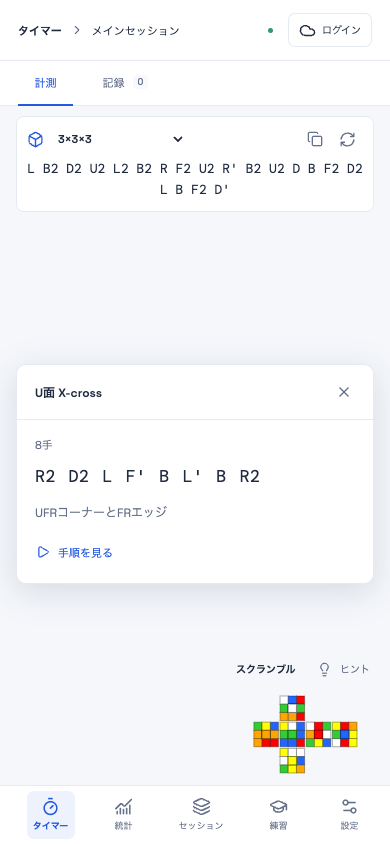 タイマー メインセッション ログイン
計測 記録 0
3×3×3
L B2 D2 U2 L2 B2 R F2 U2 R' B2 U2 D B F2 D2
L B F2 D'
U面 X-cross
8手
R2 D2 L F' B L' B R2
UFRコーナーとFRエッジ
手順を見る
スクランブル ヒント
タイマー 統計 セッション 練習 設定